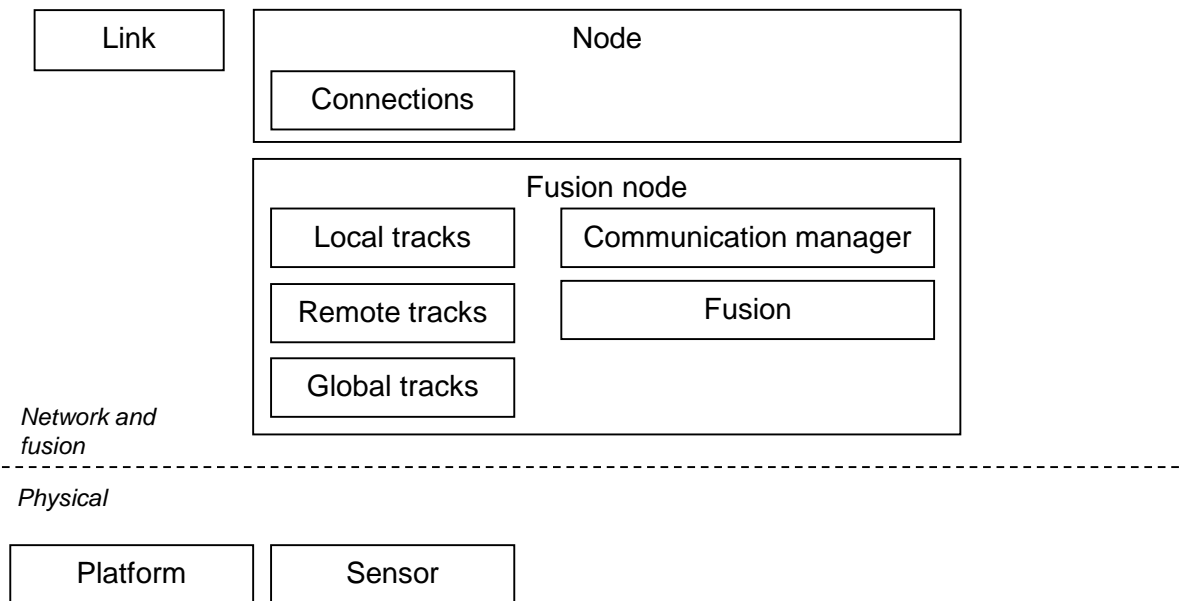 Link
Node
Connections
Fusion node
Local tracks
Communication manager
Remote tracks
Fusion
Global tracks
Network and
fusion
Physical
Platform
Sensor